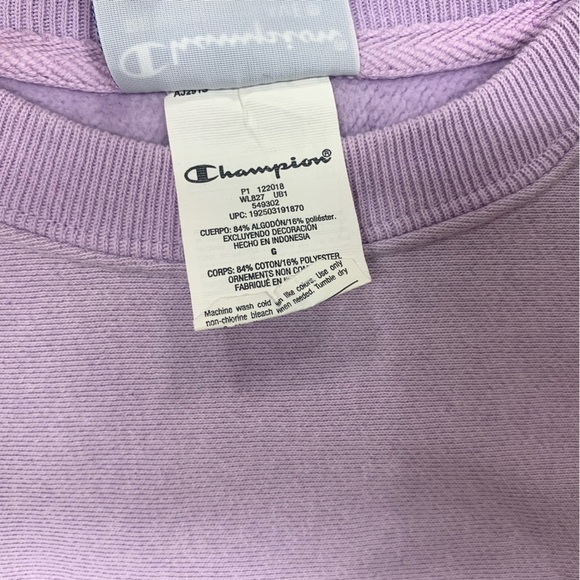 Champion
Champion®
P1 122018
WL827 UB1
549302
UPC: 192503191870
CUERPO: 84% ALGODÓN/16% poliéster.
EXCLUYENDO DECORACIÓN
HECHO EN INDONESIA
G
CORPS: 84% COTON/16% POLYESTER.
ORNEMENTS NON
FABRIQUÉ EN
Machine wash cold like colors. Use only
non-chlorine bleach when needed. Tumble dry